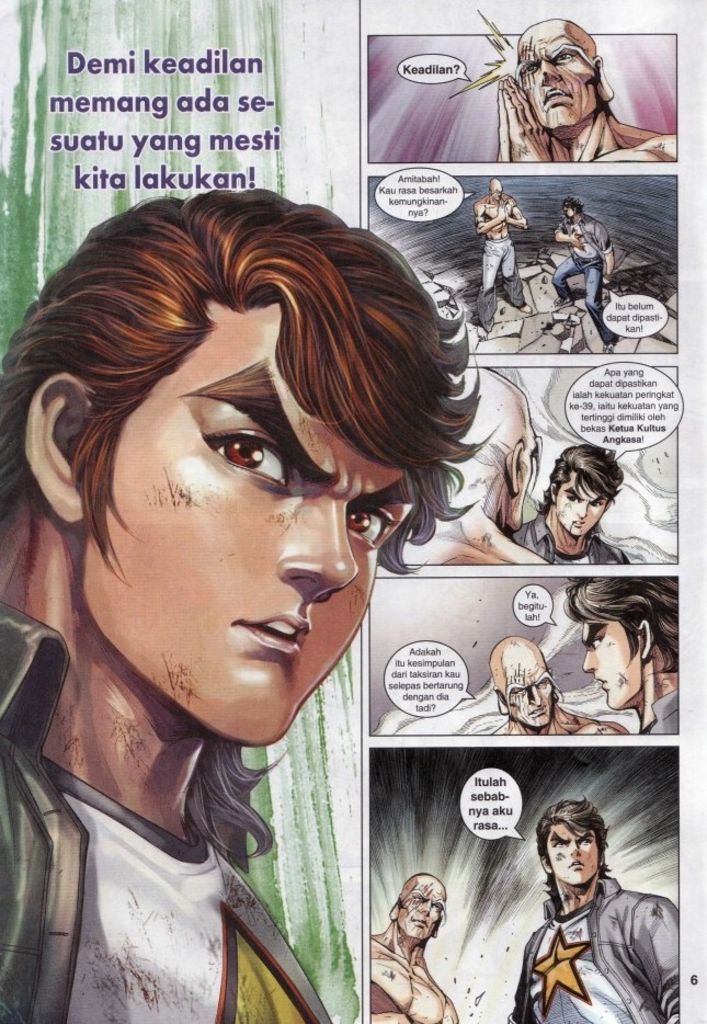 Demi keadilan
memang ada se-
suatu yang mesti
kita lakukan!
Keadilan?
Amitabah!
Kau rasa besarkah
kemungkinan-
nya?
Itu belum
dapat dipasti-
kan!
Apa yang
dapat dipastikan
ialah kekuatan peringkat
ke-39, iaitu kekuatan yang
tertinggi dimiliki oleh
bekas Ketua Kultus
Angkasa!
Ya,
begitu-
lah!
Adakah
itu kesimpulan
dari taksiran kau
selepas bertarung
dengan dia
tadi?
Itulah
sebab-
nya aku
rasa...
6